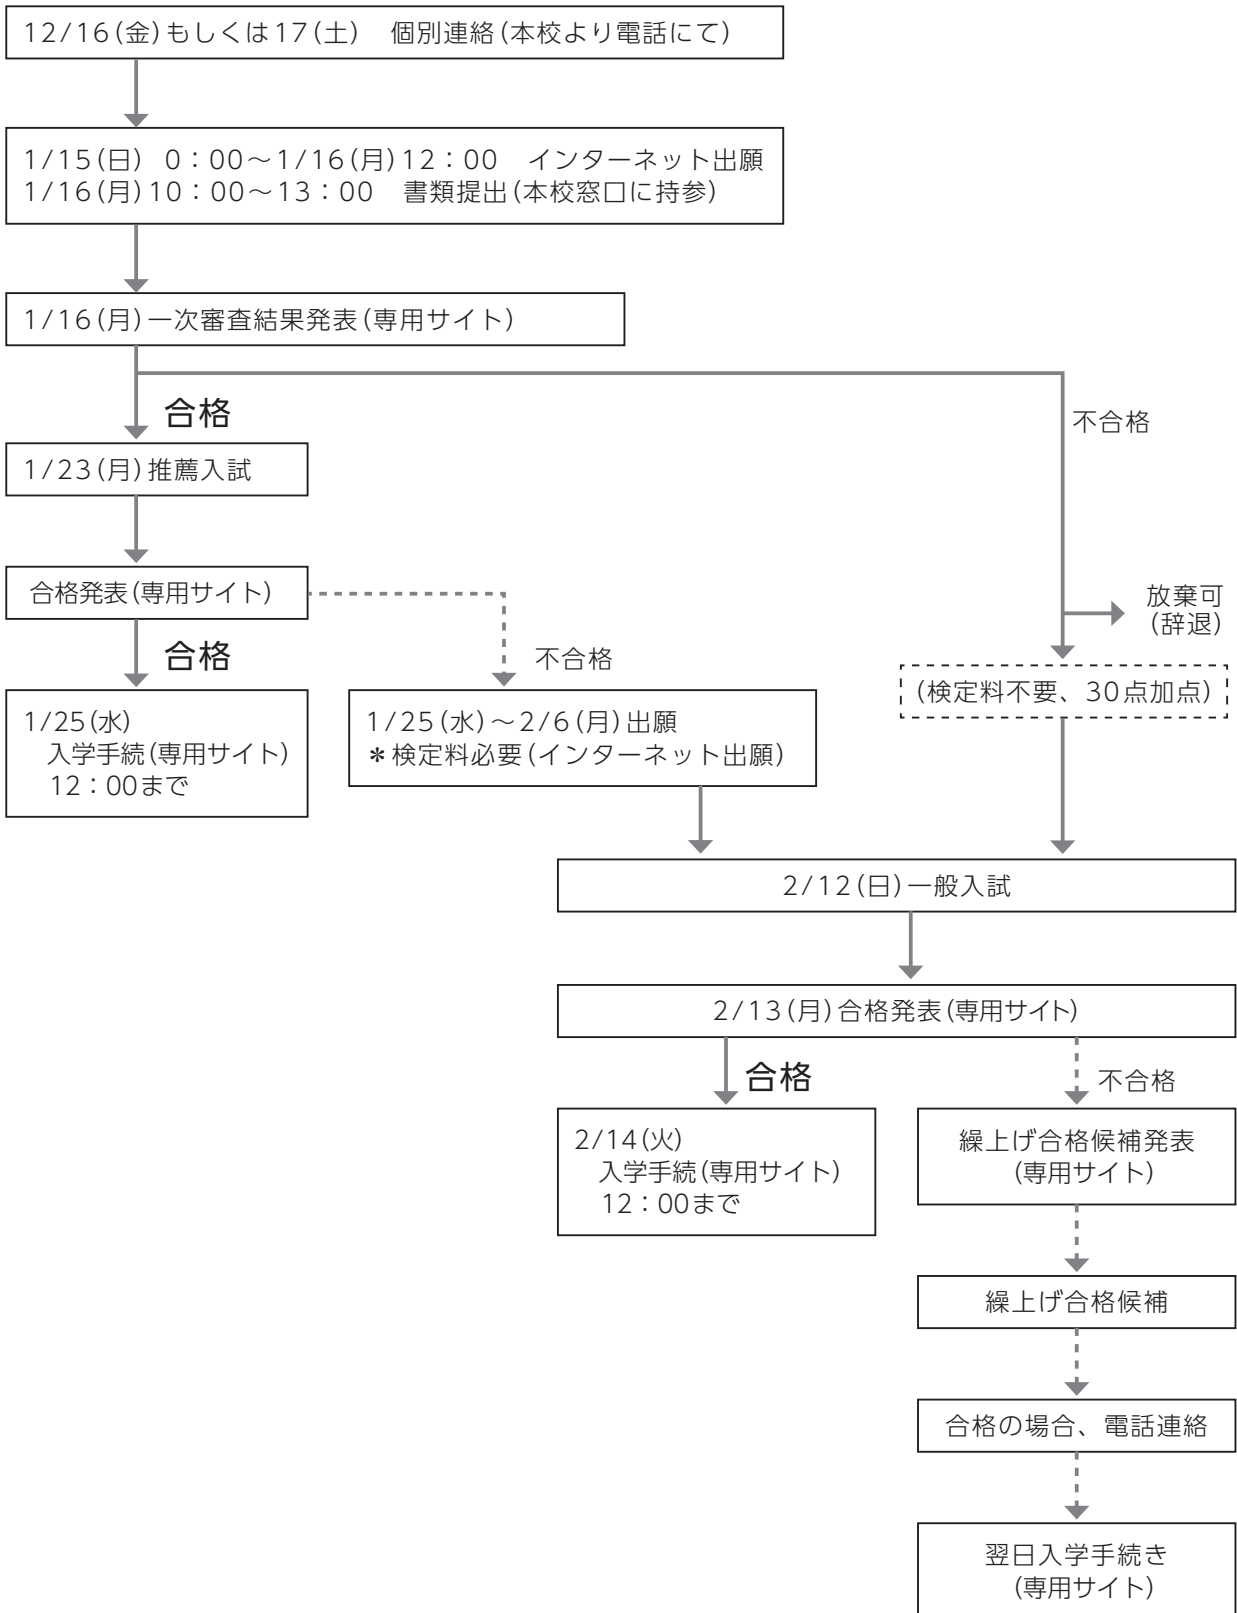 12/16(金)もしくは17(土)　個別連絡(本校より電話にて)
1/15(日) 0：00～1/16(月)12：00　インターネット出願
1/16(月)10：00～13：00　書類提出(本校窓口に持参)
1/16(月)一次審査結果発表(専用サイト)
合格
不合格
1/23(月)推薦入試
合格発表(専用サイト)
放棄可
(辞退)
合格
不合格
(検定料不要、30点加点)
1/25(水)
入学手続(専用サイト)
12：00まで
1/25(水)～2/6(月)出願
＊検定料必要(インターネット出願)
2/12(日)一般入試
2/13(月)合格発表(専用サイト)
合格
不合格
2/14(火)
入学手続(専用サイト)
12：00まで
繰上げ合格候補発表
(専用サイト)
繰上げ合格候補
合格の場合、電話連絡
翌日入学手続き
(専用サイト)